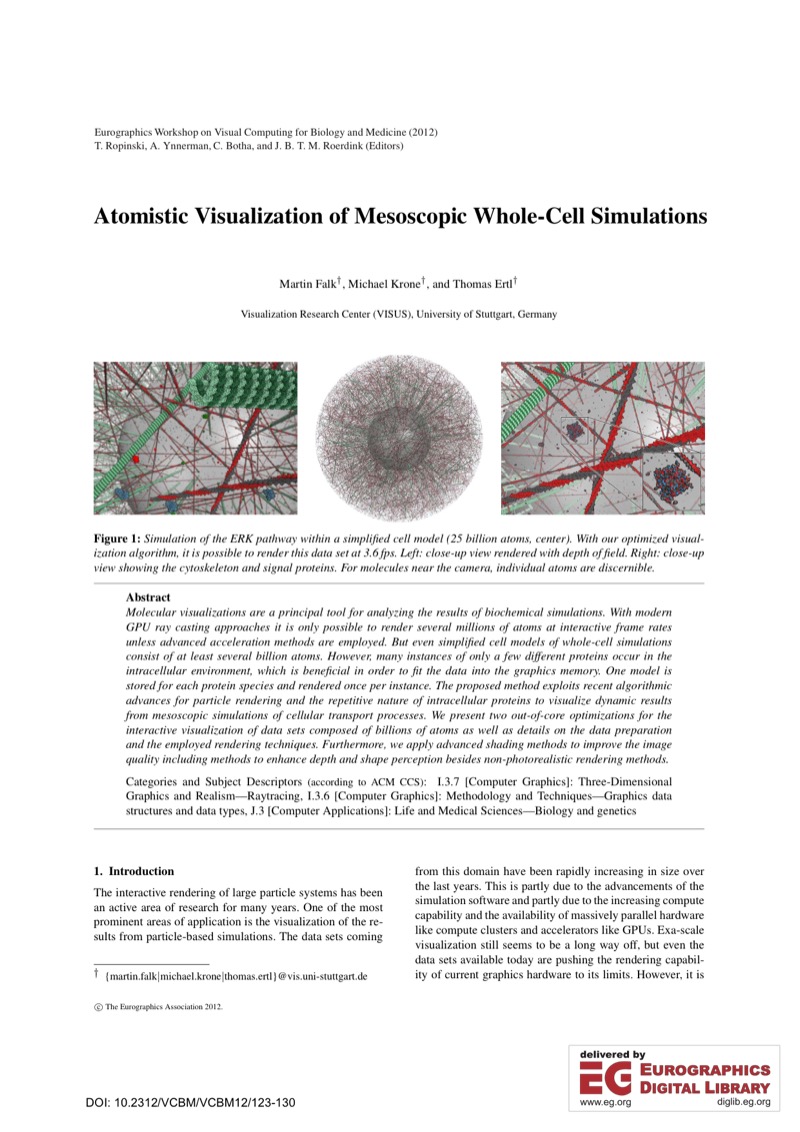 Eurographics Workshop on Visual Computing for Biology and Medicine (2012)
T. Ropinski, A. Ynnerman, C. Botha, and J. B. T. M. Roerdink (Editors)
Atomistic Visualization of Mesoscopic Whole-Cell Simulations
Martin Falk†, Michael Krone†, and Thomas Ertl†
Visualization Research Center (VISUS), University of Stuttgart, Germany
Figure 1: Simulation of the ERK pathway within a simplified cell model (25 billion atoms, center). With our optimized visual-
ization algorithm, it is possible to render this data set at 3.6 fps. Left: close-up view rendered with depth of field. Right: close-up
view showing the cytoskeleton and signal proteins. For molecules near the camera, individual atoms are discernible.
Abstract
Molecular visualizations are a principal tool for analyzing the results of biochemical simulations. With modern
GPU ray casting approaches it is only possible to render several millions of atoms at interactive frame rates
unless advanced acceleration methods are employed. But even simplified cell models of whole-cell simulations
consist of at least several billion atoms. However, many instances of only a few different proteins occur in the
intracellular environment, which is beneficial in order to fit the data into the graphics memory. One model is
stored for each protein species and rendered once per instance. The proposed method exploits recent algorithmic
advances for particle rendering and the repetitive nature of intracellular proteins to visualize dynamic results
from mesoscopic simulations of cellular transport processes. We present two out-of-core optimizations for the
interactive visualization of data sets composed of billions of atoms as well as details on the data preparation
and the employed rendering techniques. Furthermore, we apply advanced shading methods to improve the image
quality including methods to enhance depth and shape perception besides non-photorealistic rendering methods.
Categories and Subject Descriptors (according to ACM CCS): I.3.7 [Computer Graphics]: Three-Dimensional
Graphics and Realism—Raytracing, I.3.6 [Computer Graphics]: Methodology and Techniques—Graphics data
structures and data types, J.3 [Computer Applications]: Life and Medical Sciences—Biology and genetics
1. Introduction
The interactive rendering of large particle systems has been
an active area of research for many years. One of the most
prominent areas of application is the visualization of the re-
sults from particle-based simulations. The data sets coming
† {martin.falk|michael.krone|thomas.ertl}@vis.uni-stuttgart.de
© The Eurographics Association 2012.
from this domain have been rapidly increasing in size over
the last years. This is partly due to the advancements of the
simulation software and partly due to the increasing compute
capability and the availability of massively parallel hardware
like compute clusters and accelerators like GPUs. Exa-scale
visualization still seems to be a long way off, but even the
data sets available today are pushing the rendering capabil-
ity of current graphics hardware to its limits. However, it is
delivered by
EG EUROGRAPHICS
DIGITAL LIBRARY
www.eg.org diglib.eg.org
DOI: 10.2312/VCBM/VCBM12/123-130